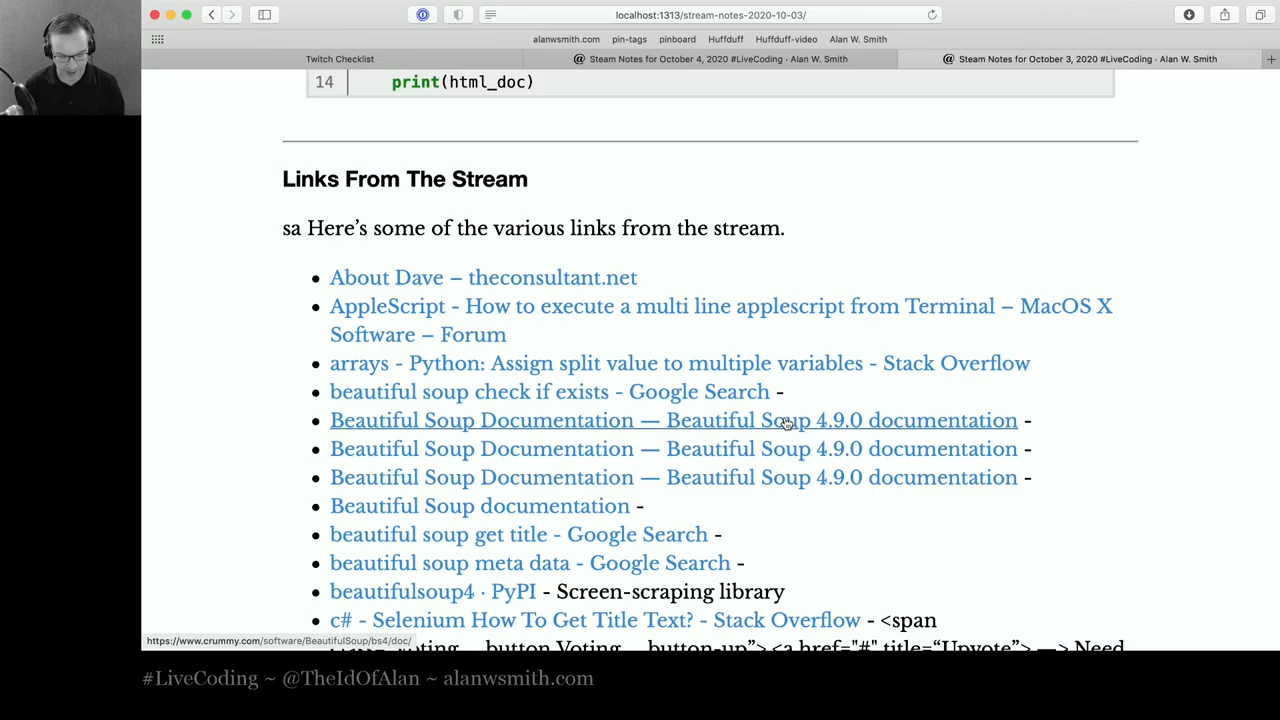 localhost:1313/stream-notes-2020-10-03/
alanwsmith.com pin-tags pinboard Huffduff Huffduff-video Alan W. Smith
Twitch Checklist
@ Steam Notes for October 4, 2020 #LiveCoding · Alan W. Smith
@ Steam Notes for October 3, 2020 #LiveCoding · Alan W. Smith
14 print(html_doc)
Links From The Stream
sa Here’s some of the various links from the stream.
About Dave – theconsultant.net
AppleScript - How to execute a multi line applescript from Terminal – MacOS X
Software – Forum
arrays - Python: Assign split value to multiple variables - Stack Overflow
beautiful soup check if exists - Google Search -
Beautiful Soup Documentation — Beautiful Soup 4.9.0 documentation -
Beautiful Soup Documentation — Beautiful Soup 4.9.0 documentation -
Beautiful Soup Documentation — Beautiful Soup 4.9.0 documentation -
Beautiful Soup documentation -
beautiful soup get title - Google Search -
beautiful soup meta data - Google Search -
beautifulsoup4 · PyPI - Screen-scraping library
c# - Selenium How To Get Title Text? - Stack Overflow - <span
button Voting button-up”> <a href="#" title=“Upvote”> —> Need
https://www.crummy.com/software/BeautifulSoup/bs4/doc/
#LiveCoding ~ @TheIdOfAlan ~ alanwsmith.com